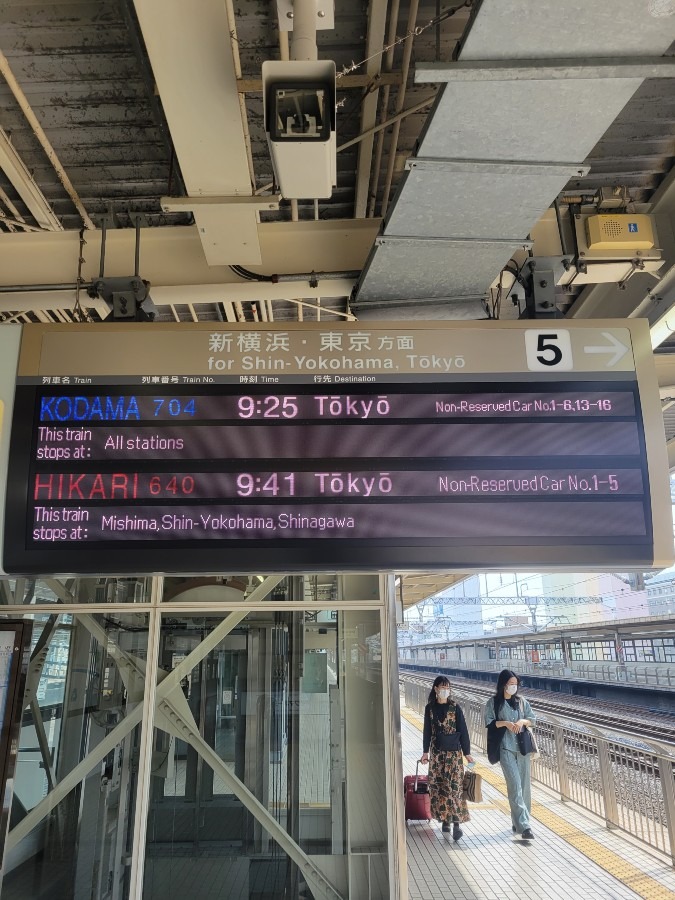 新横浜・東京方面
for Shin-Yokohama, Tōkyō
5
列車名 Train 列車番号 Train No. 時刻 Time 行先 Destination
KODAMA 704 9:25 Tōkyō Non-Reserved Car No.1-6,13-16
This train stops at: All stations
HIKARI 640 9:41 Tōkyō Non-Reserved Car No.1-5
This train stops at: Mishima,Shin-Yokohama,Shinagawa